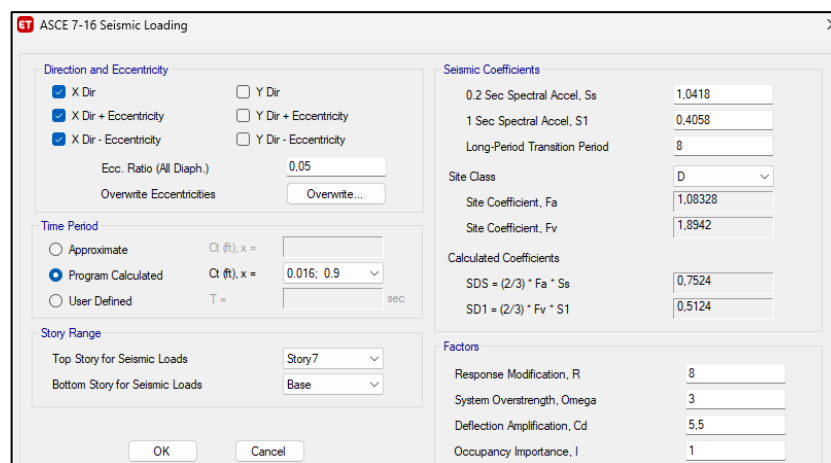 ET ASCE 7-16 Seismic Loading
Direction and Eccentricity
X Dir Y Dir
X Dir + Eccentricity Y Dir + Eccentricity
X Dir - Eccentricity Y Dir - Eccentricity
Ecc. Ratio (All Diaph.) 0,05
Overwrite Eccentricities Overwrite...
Time Period
Approximate Ct (ft), x =
Program Calculated Ct (ft), x = 0.016; 0.9
User Defined T = sec
Story Range
Top Story for Seismic Loads Story7
Bottom Story for Seismic Loads Base
OK Cancel
Seismic Coefficients
0.2 Sec Spectral Accel, Ss 1,0418
1 Sec Spectral Accel, S1 0,4058
Long-Period Transition Period 8
Site Class D
Site Coefficient, Fa 1,08328
Site Coefficient, Fv 1,8942
Calculated Coefficients
SDS = (2/3) * Fa * Ss 0,7524
SD1 = (2/3) * Fv * S1 0,5124
Factors
Response Modification, R 8
System Overstrength, Omega 3
Deflection Amplification, Cd 5,5
Occupancy Importance, I 1